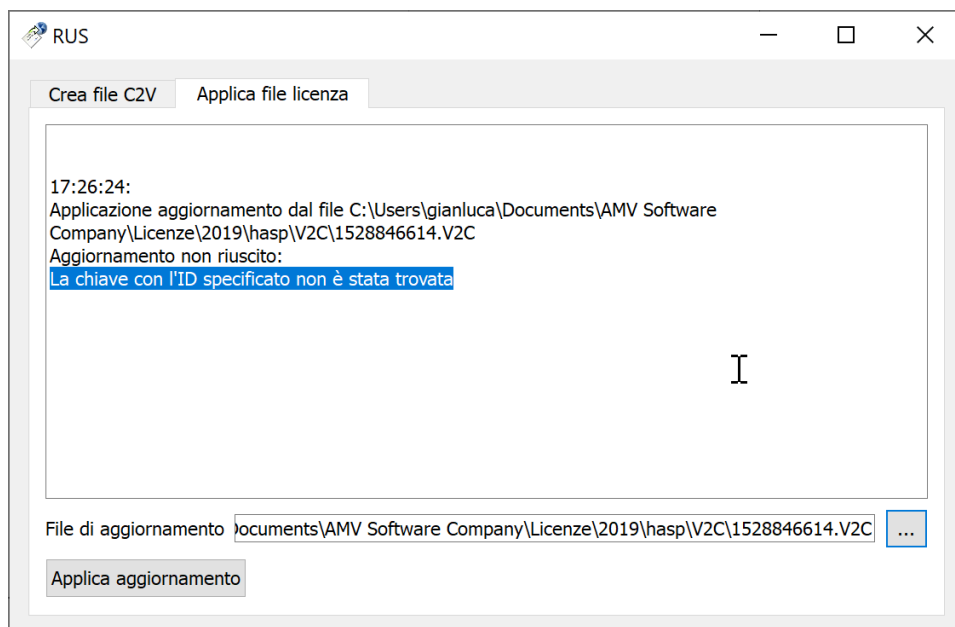 RUS
Crea file C2V
Applica file licenza
17:26:24:
Applicazione aggiornamento dal file C:\Users\gianluca\Documents\AMV Software
Company\Licenze\2019\hasp\V2C\1528846614.V2C
Aggiornamento non riuscito:
La chiave con l'ID specificato non è stata trovata
File di aggiornamento
Documents\AMV Software Company\Licenze\2019\hasp\V2C\1528846614.V2C
...
Applica aggiornamento